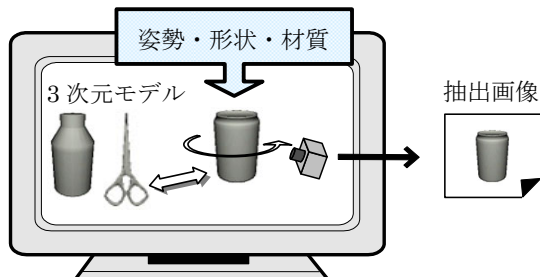 姿勢・形状・材質
3次元モデル
抽出画像